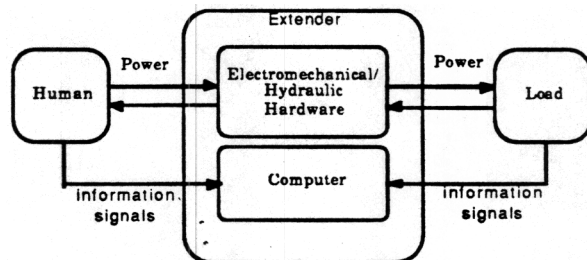 Extender
Power
Electromechanical/
Hydraulic
Hardware
Power
Human
Load
Computer
information
signals
information
signals